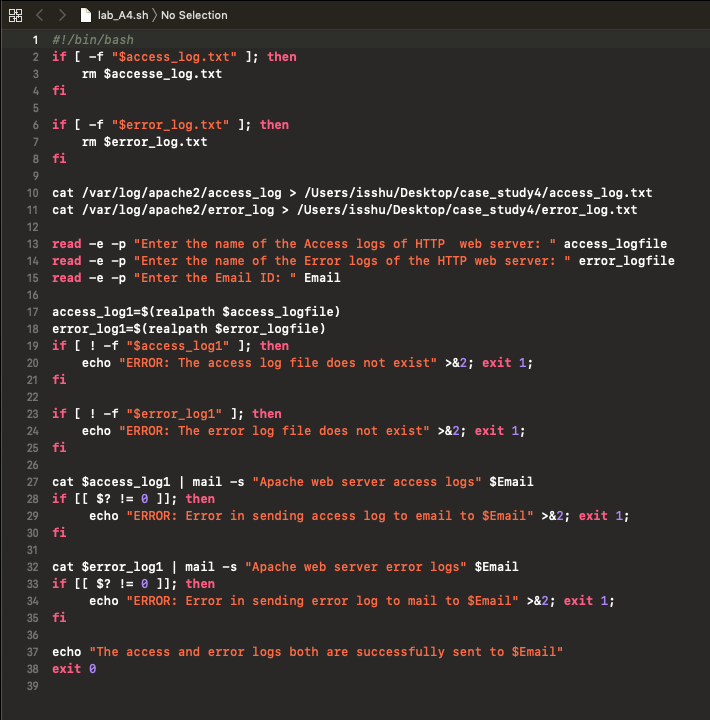 lab_A4.sh 〉 No Selection
1 #!/bin/bash
2 if [ -f "$access_log.txt" ]; then
3     rm $accesse_log.txt
4 fi
5
6 if [ -f "$error_log.txt" ]; then
7     rm $error_log.txt
8 fi
9
10 cat /var/log/apache2/access_log > /Users/isshu/Desktop/case_study4/access_log.txt
11 cat /var/log/apache2/error_log > /Users/isshu/Desktop/case_study4/error_log.txt
12
13 read -e -p "Enter the name of the Access logs of HTTP  web server: " access_logfile
14 read -e -p "Enter the name of the Error logs of the HTTP web server: " error_logfile
15 read -e -p "Enter the Email ID: " Email
16
17 access_log1=$(realpath $access_logfile)
18 error_log1=$(realpath $error_logfile)
19 if [ ! -f "$access_log1" ]; then
20     echo "ERROR: The access log file does not exist" >&2; exit 1;
21 fi
22
23 if [ ! -f "$error_log1" ]; then
24     echo "ERROR: The error log file does not exist" >&2; exit 1;
25 fi
26
27 cat $access_log1 | mail -s "Apache web server access logs" $Email
28 if [[ $? != 0 ]]; then
29      echo "ERROR: Error in sending access log to email to $Email" >&2; exit 1;
30 fi
31
32 cat $error_log1 | mail -s "Apache web server error logs" $Email
33 if [[ $? != 0 ]]; then
34      echo "ERROR: Error in sending error log to mail to $Email" >&2; exit 1;
35 fi
36
37 echo "The access and error logs both are successfully sent to $Email"
38 exit 0
39